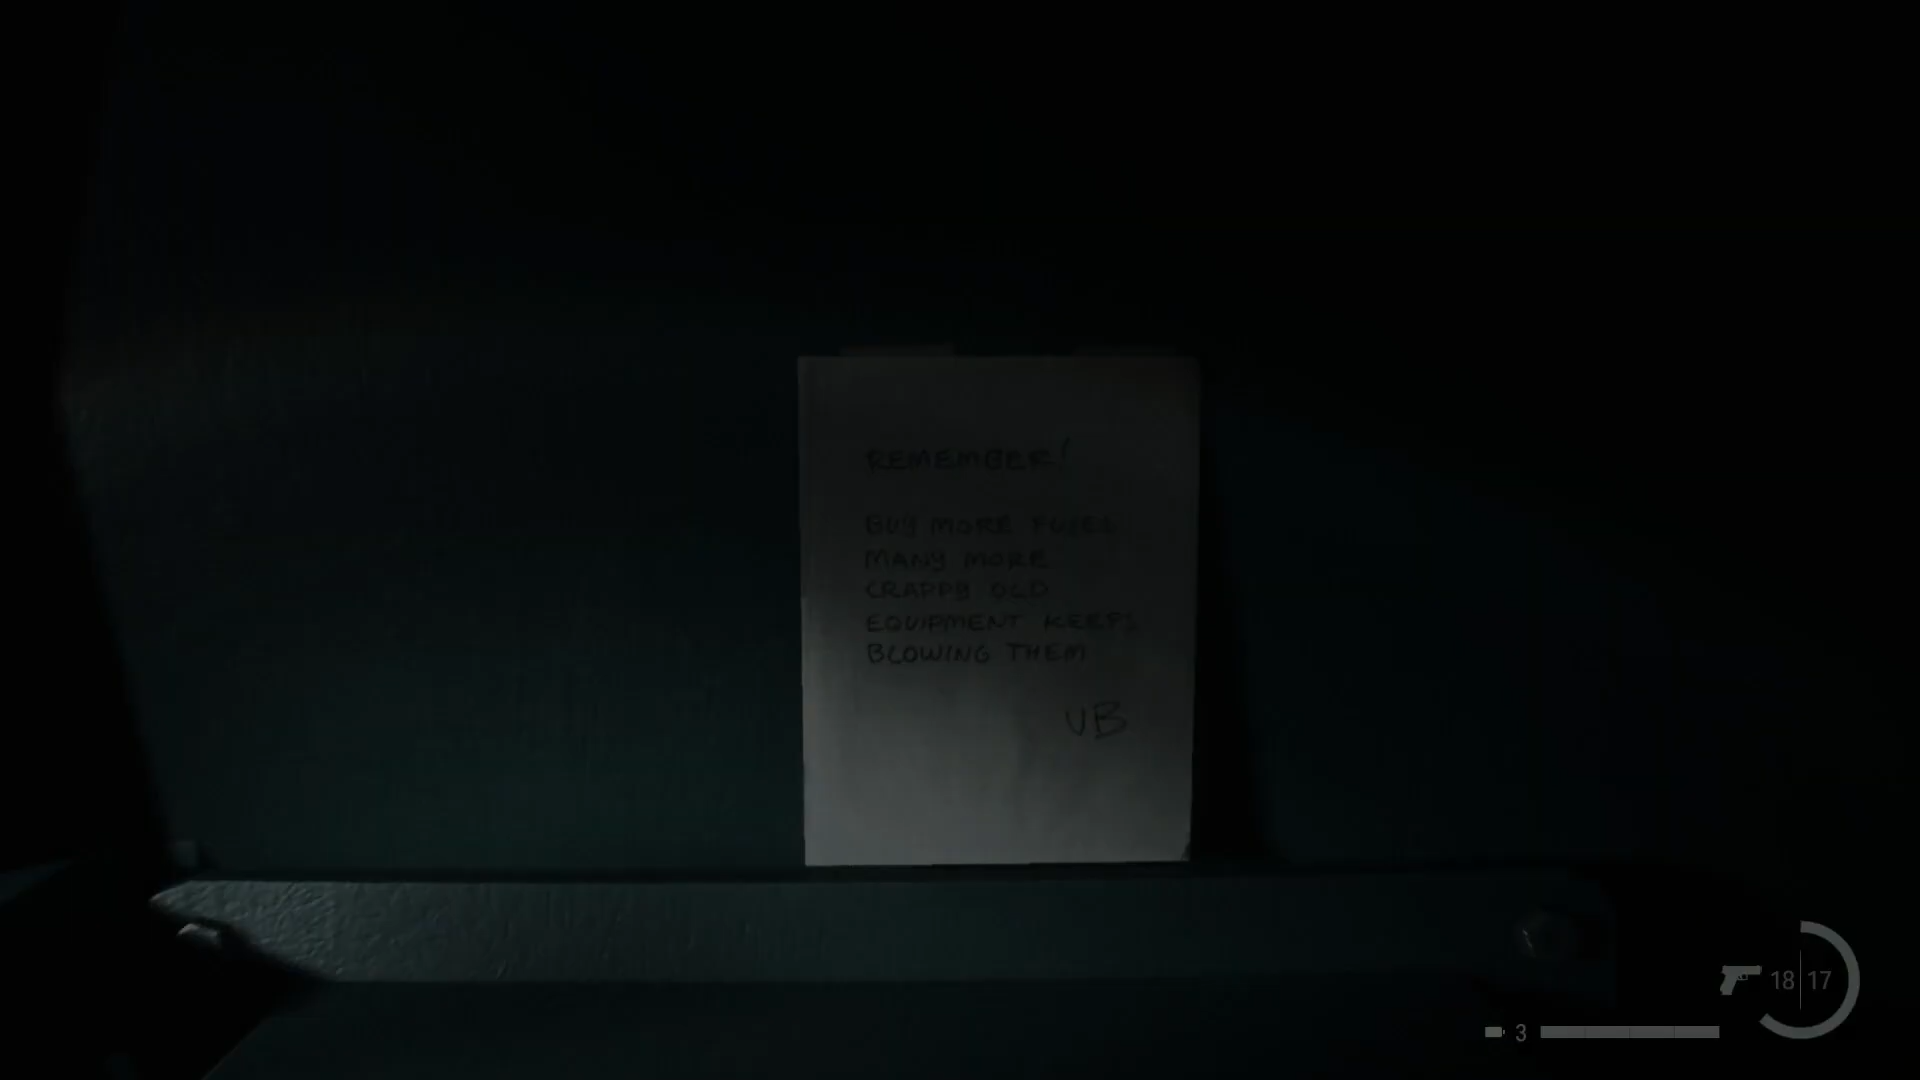 REMEMBER!
BUY MORE FUSES
MANY MORE
CRAPPY OLD
EQUIPMENT KEEPS
BLOWING THEM
VB
18 17
3